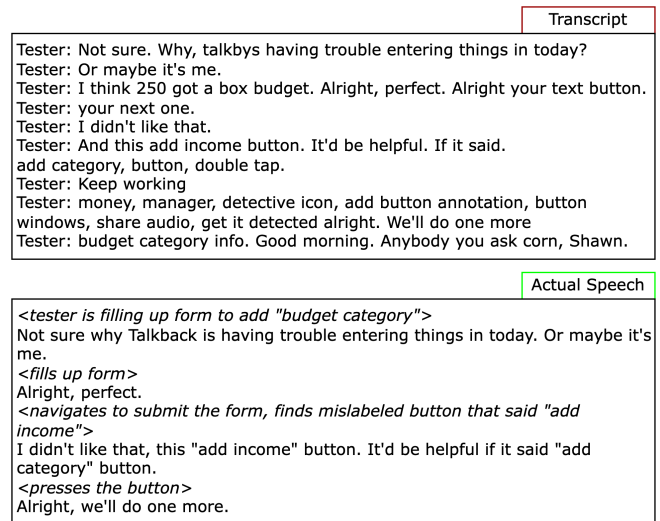 Transcript
Tester: Not sure. Why, talkbys having trouble entering things in today?
Tester: Or maybe it's me.
Tester: I think 250 got a box budget. Alright, perfect. Alright your text button.
Tester: your next one.
Tester: I didn't like that.
Tester: And this add income button. It'd be helpful. If it said.
add category, button, double tap.
Tester: Keep working
Tester: money, manager, detective icon, add button annotation, button
windows, share audio, get it detected alright. We'll do one more
Tester: budget category info. Good morning. Anybody you ask corn, Shawn.
Actual Speech
<tester is filling up form to add "budget category">
Not sure why Talkback is having trouble entering things in today. Or maybe it's
me.
<fills up form>
Alright, perfect.
<navigates to submit the form, finds mislabeled button that said "add
income">
I didn't like that, this "add income" button. It'd be helpful if it said "add
category" button.
<presses the button>
Alright, we'll do one more.